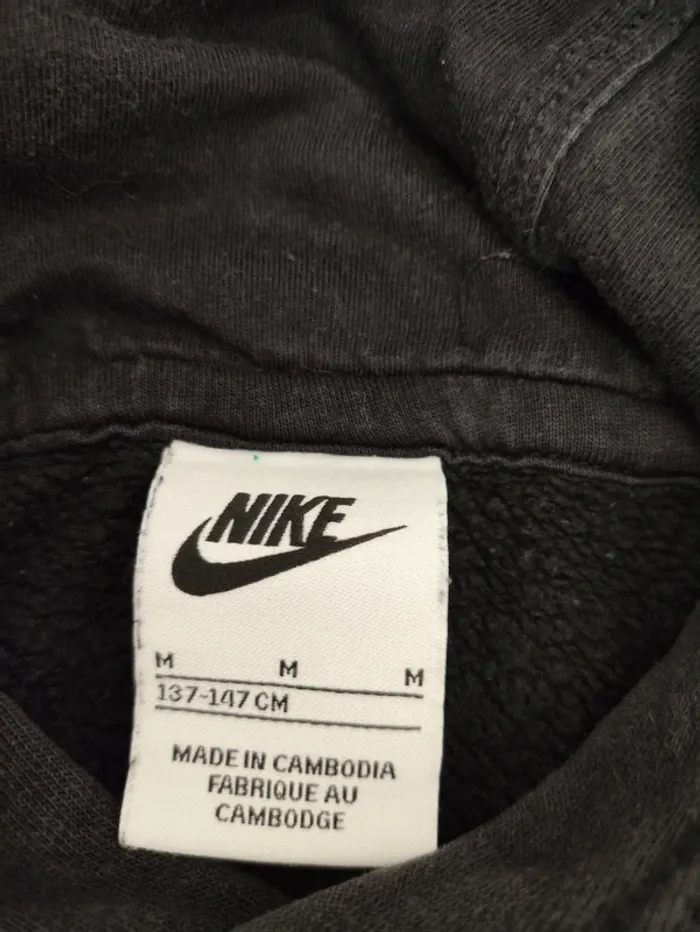 NIKE
M M M
137-147 CM
MADE IN CAMBODIA
FABRIQUE AU
CAMBODGE